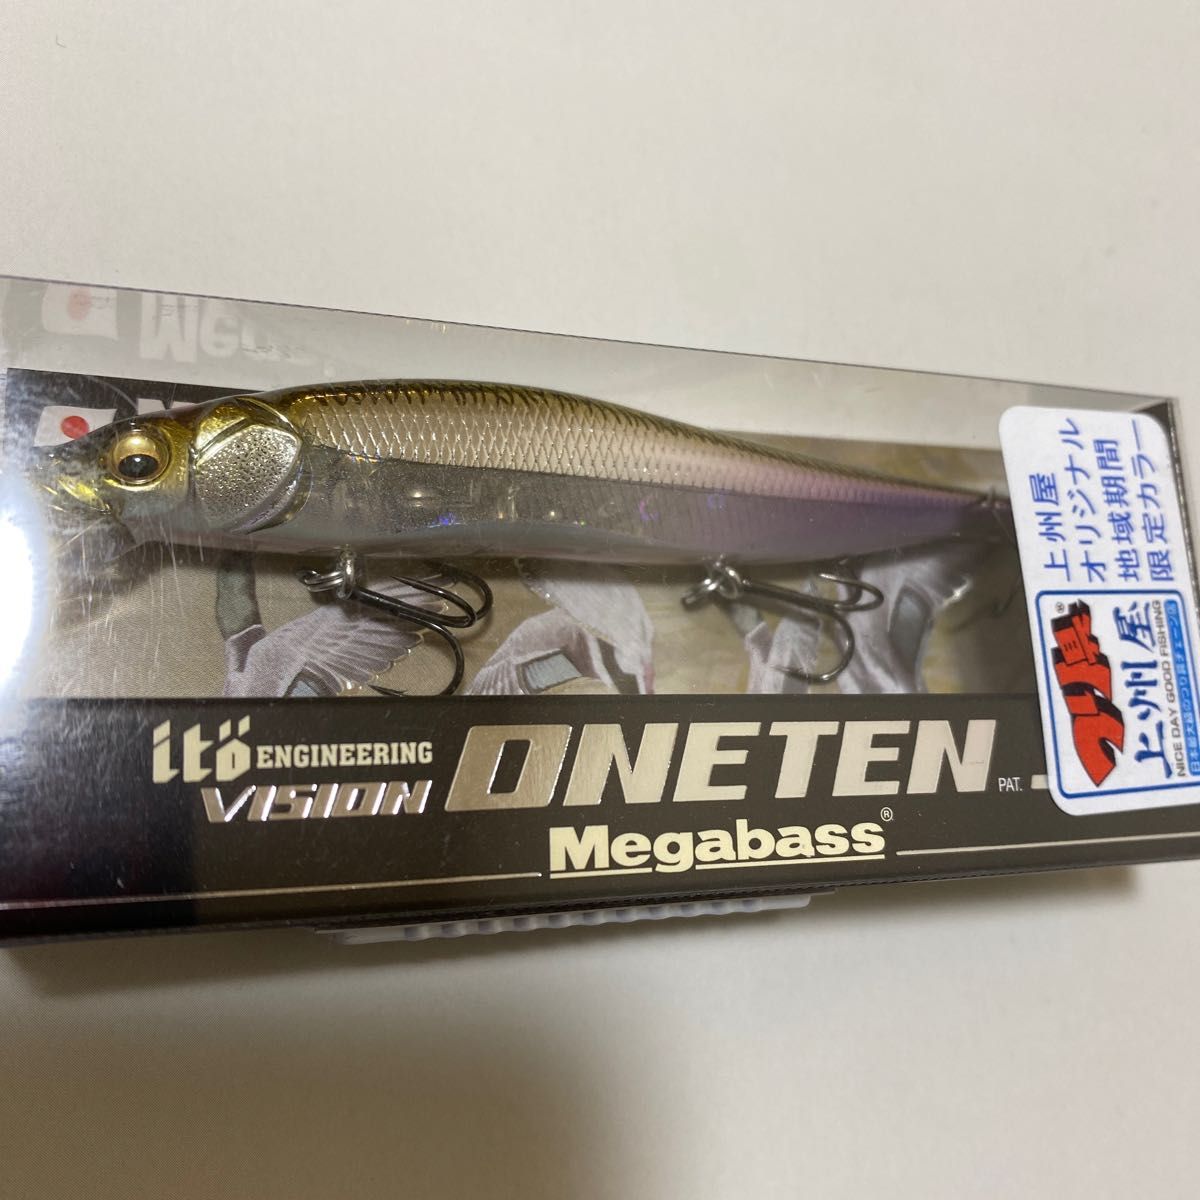 itö ENGINEERING
VISION ONETEN
PAT.
Megabass®
上州屋
オリジナル
地域期間
限定カラー
上州屋
NICE DAY GOOD FISHING